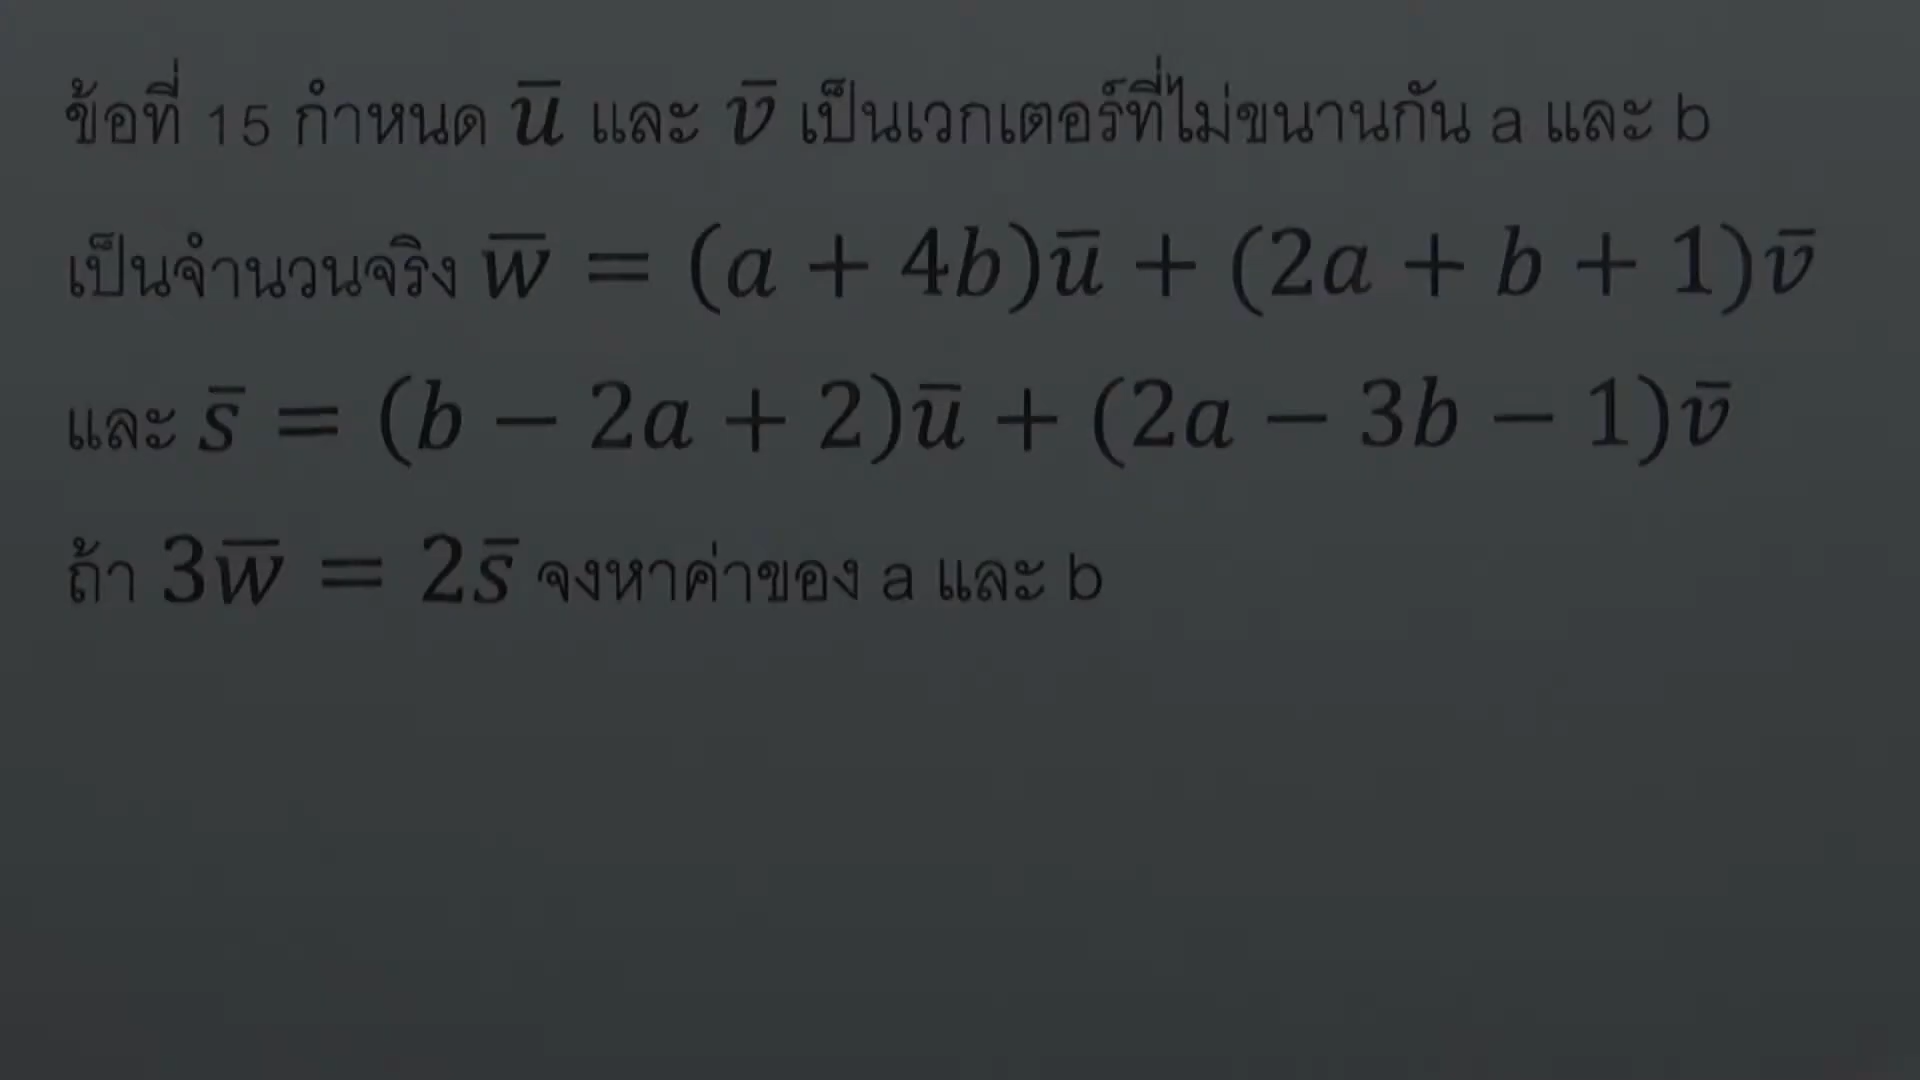 ข้อที่ 15 กำหนด u̅ และ v̅ เป็นเวกเตอร์ที่ไม่ขนานกัน a และ b
เป็นจำนวนจริง w̅ = (a + 4b)u̅ + (2a + b + 1)v̅
และ s̅ = (b − 2a + 2)u̅ + (2a − 3b − 1)v̅
ถ้า 3w̅ = 2s̅ จงหาค่าของ a และ b